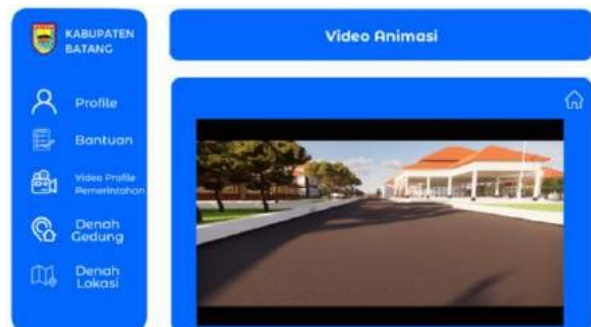 KABUPATEN
BATANG
Video Animasi
Profile
Bantuan
Video Profile
Pemerintahan
Denah
Gedung
Denah
Lokasi